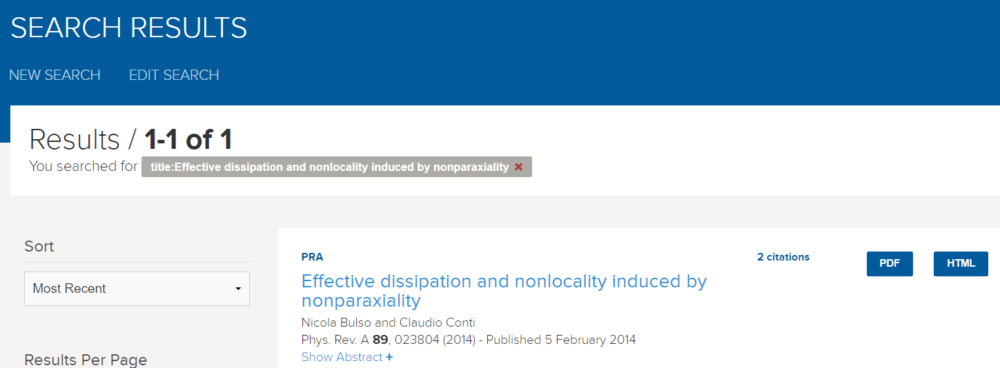 SEARCH RESULTS
NEW SEARCH EDIT SEARCH
Results / 1-1 of 1
You searched for title:Effective dissipation and nonlocality induced by nonparaxiality ✖
Sort
Most Recent
Results Per Page
PRA
2 citations
PDF
HTML
Effective dissipation and nonlocality induced by
nonparaxiality
Nicola Bulso and Claudio Conti
Phys. Rev. A 89, 023804 (2014) - Published 5 February 2014
Show Abstract +